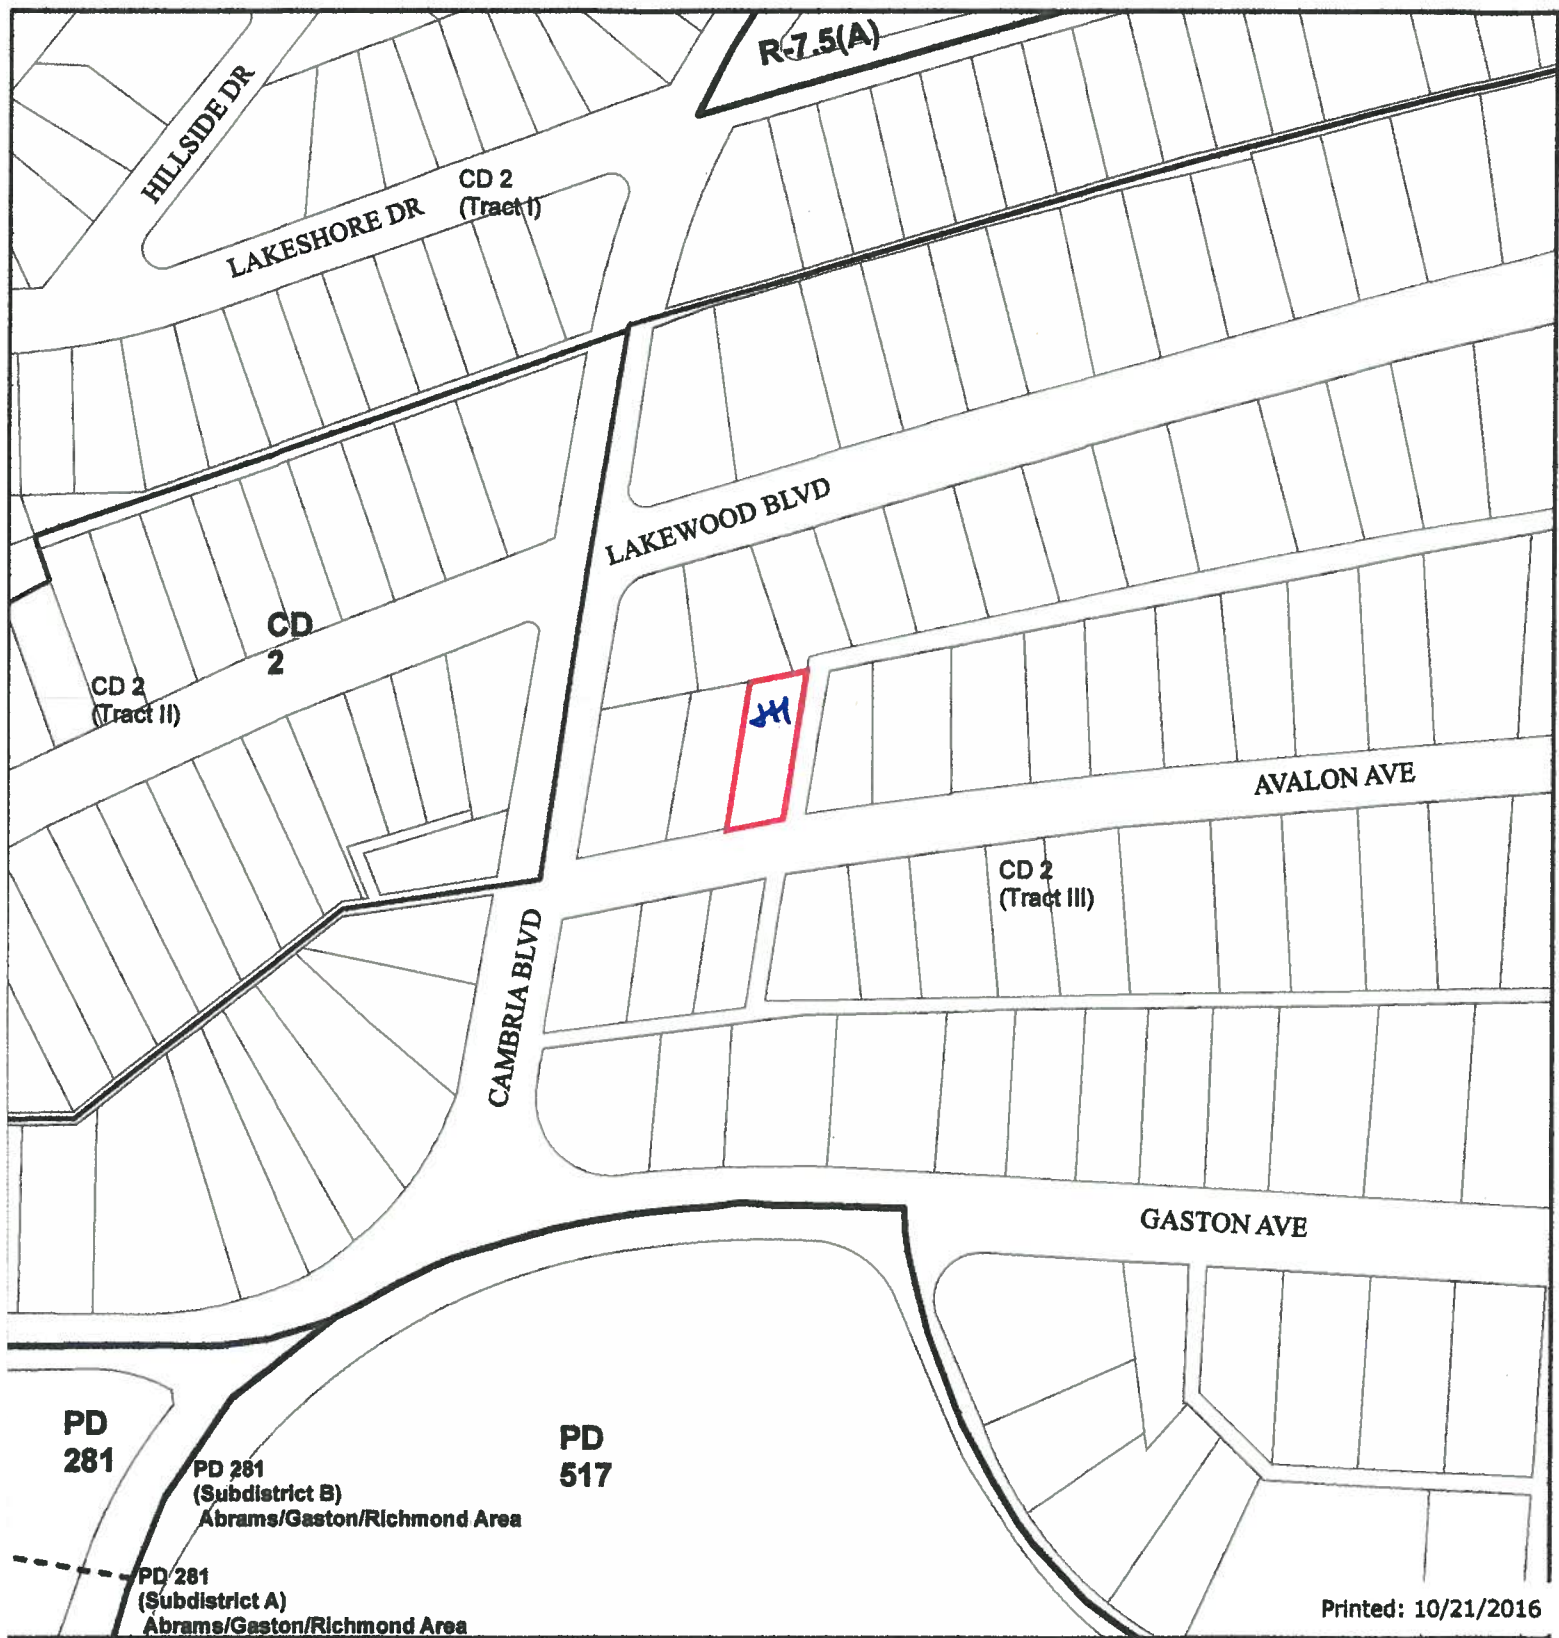 R-7.5(A)
HILLSIDE DR
CD 2
(Tract I)
LAKESHORE DR
LAKEWOOD BLVD
CD
2
CD 2
(Tract II)
AVALON AVE
CD 2
(Tract III)
CAMBRIA BLVD
GASTON AVE
PD
281
PD
517
PD 281
(Subdistrict B)
Abrams/Gaston/Richmond Area
PD 281
(Subdistrict A)
Abrams/Gaston/Richmond Area
Printed: 10/21/2016